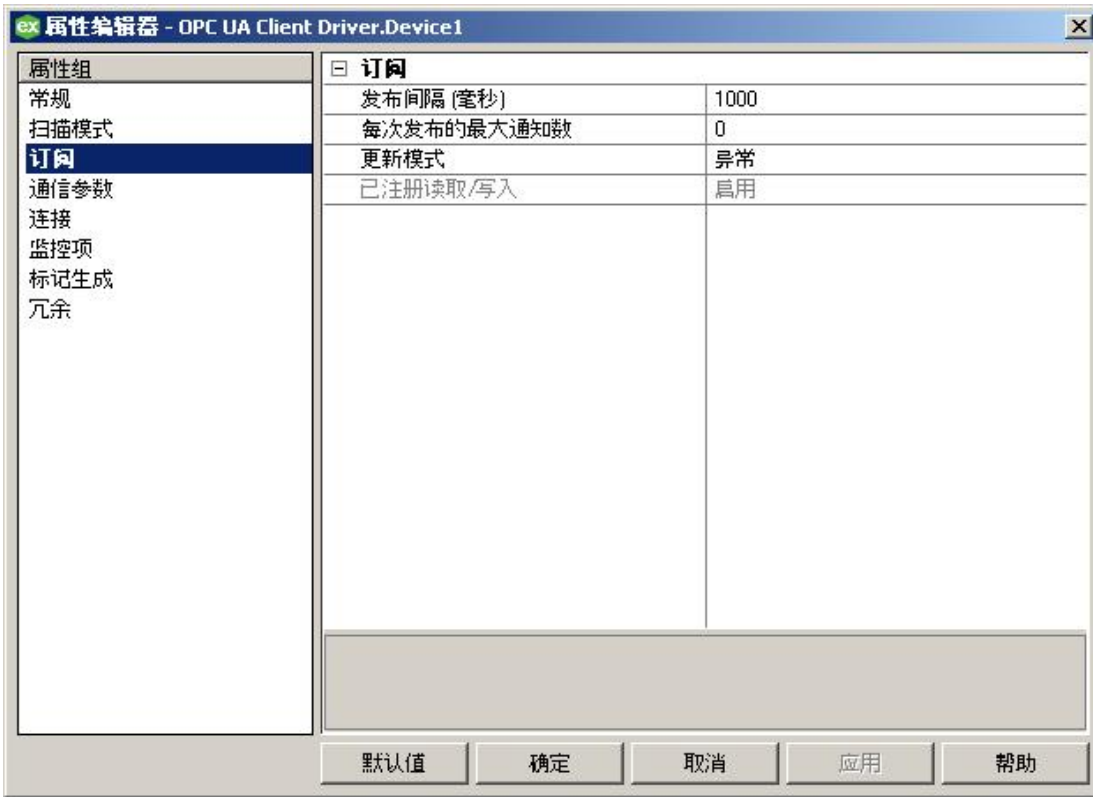 ex 属性编辑器 - OPC UA Client Driver.Device1
属性组
常规
扫描模式
订阅
通信参数
连接
监控项
标记生成
冗余
订阅
发布间隔 (毫秒) 1000
每次发布的最大通知数 0
更新模式 异常
已注册读取/写入 启用
默认值 确定 取消 应用 帮助